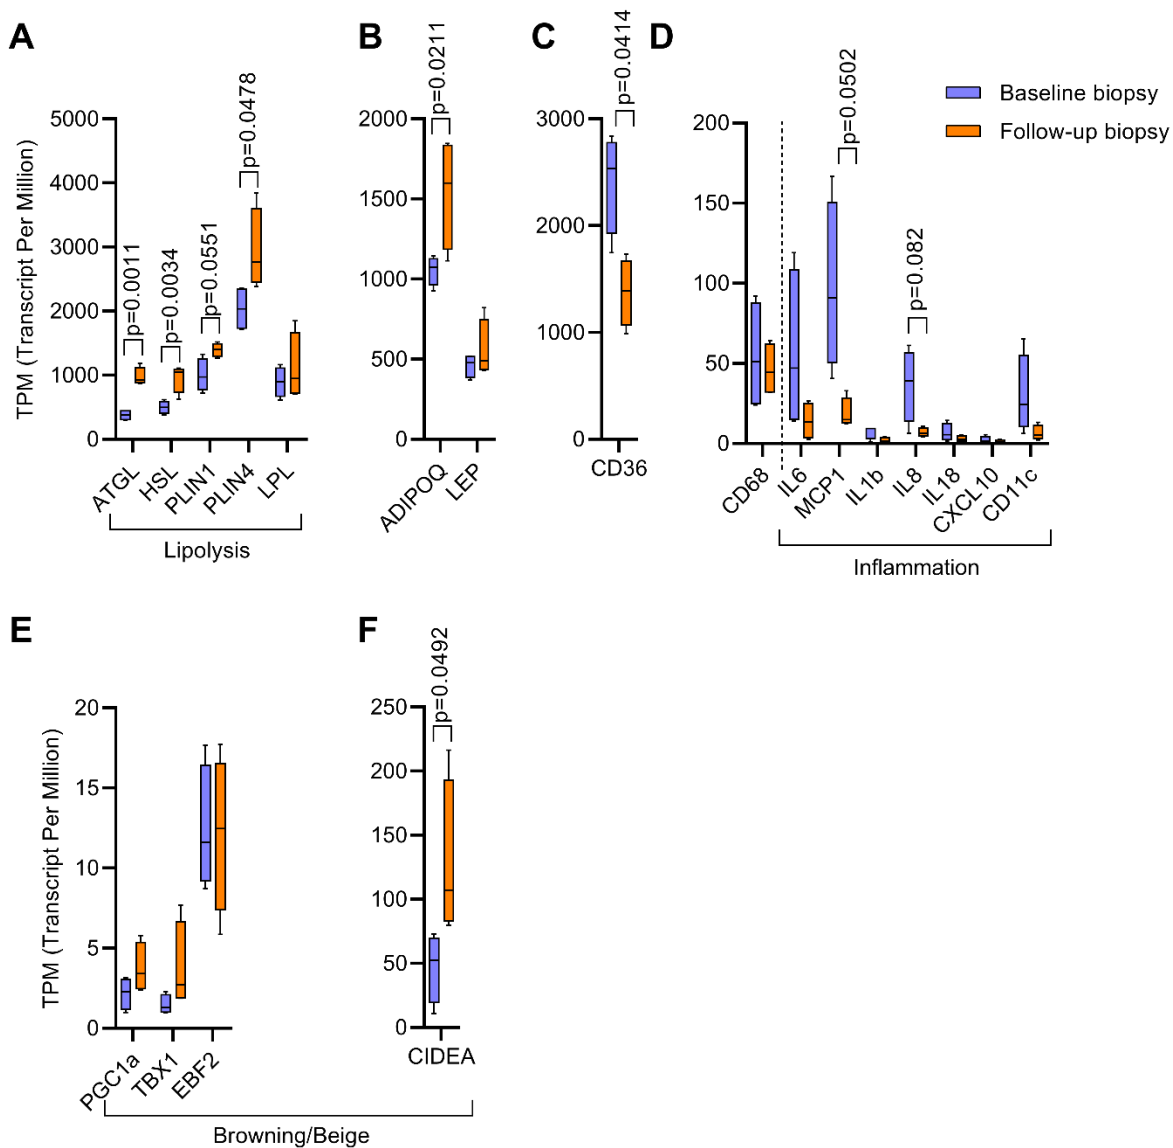 A
B
C
D
Baseline biopsy
Follow-up biopsy
TPM (Transcript Per Million)
5000
4000
3000
2000
1000
0
p=0.0011
p=0.0034
p=0.0551
p=0.0478
ATGL
HSL
PLIN1
PLIN4
LPL
Lipolysis
2000
1500
1000
500
0
p=0.0211
ADIPOQ
LEP
3000
2000
1000
0
p=0.0414
CD36
200
150
100
50
0
p=0.0502
p=0.082
CD68
IL6
MCP1
IL1b
IL8
IL18
CXCL10
CD11c
Inflammation
E
F
TPM (Transcript Per Million)
20
15
10
5
0
PGC1a
TBX1
EBF2
250
200
150
100
50
0
p=0.0492
CIDEA
Browning/Beige